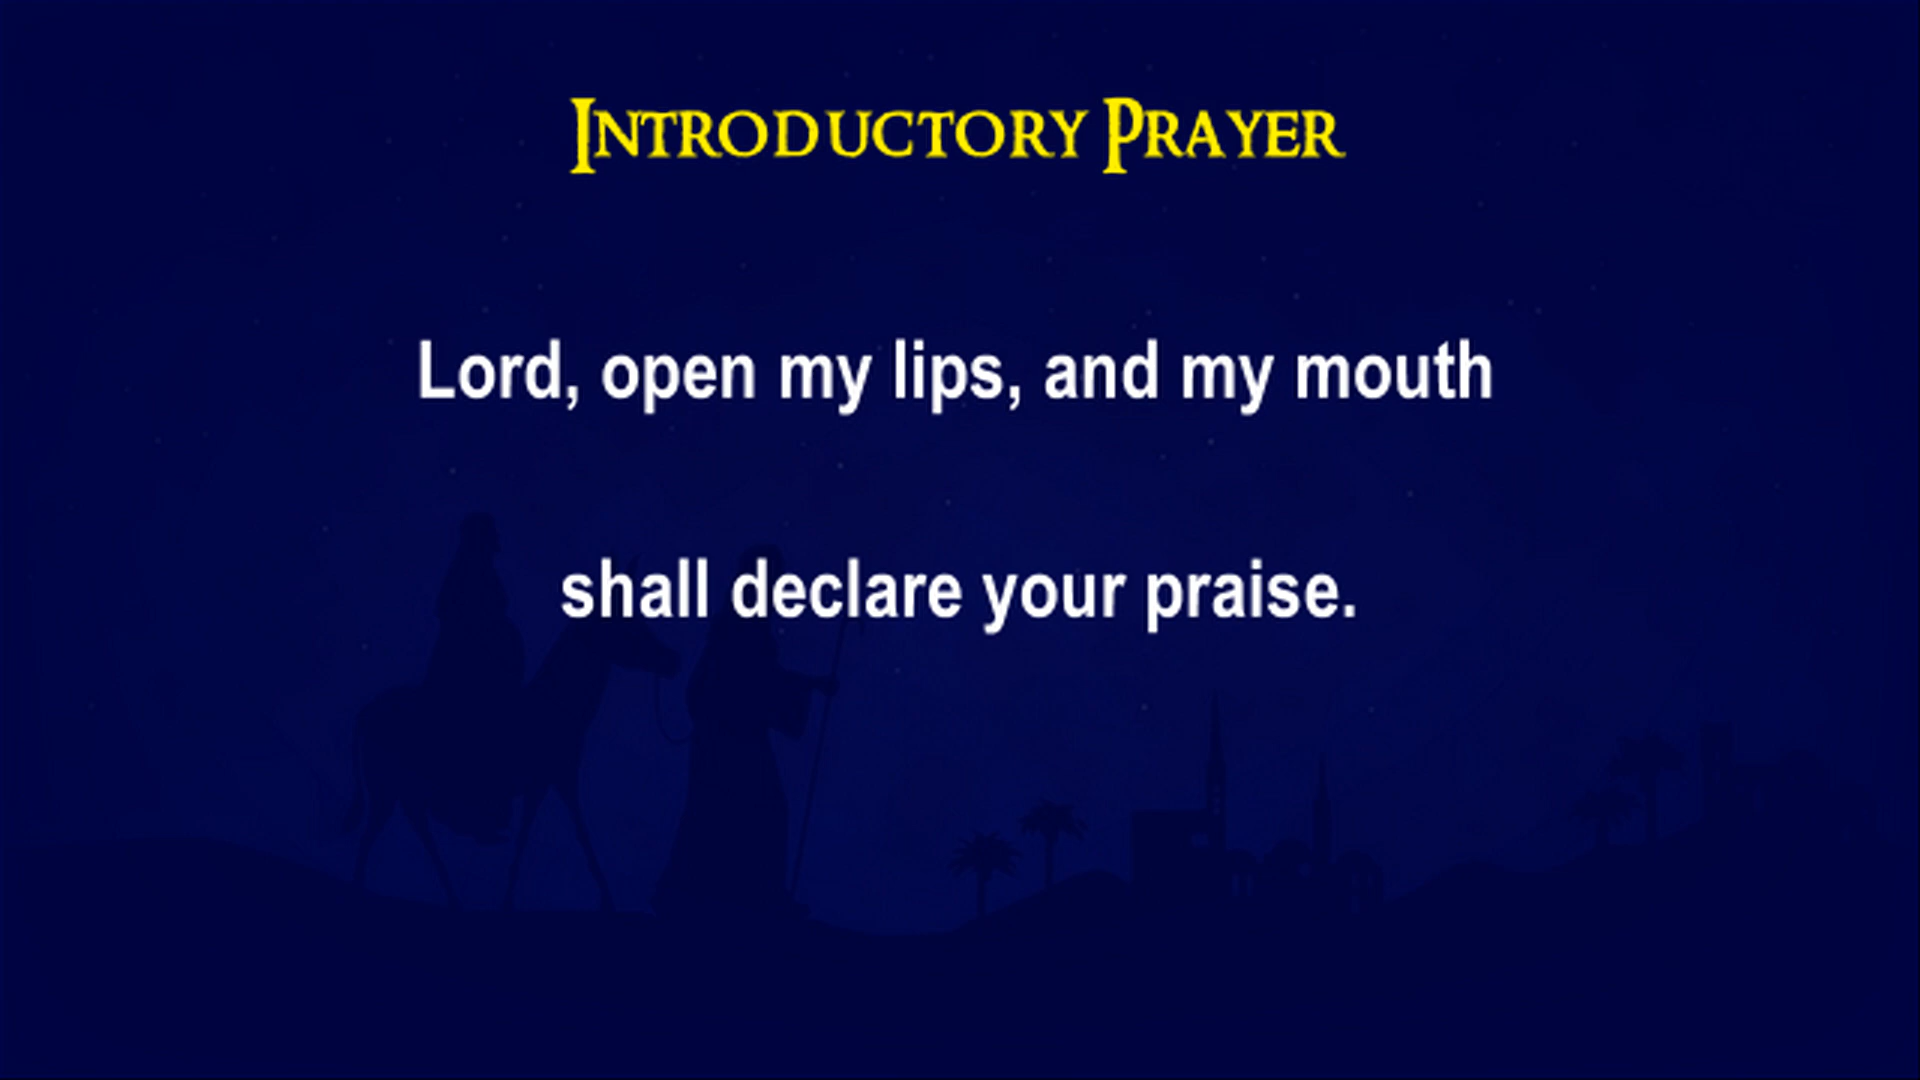 Introductory Prayer
Lord, open my lips, and my mouth
shall declare your praise.